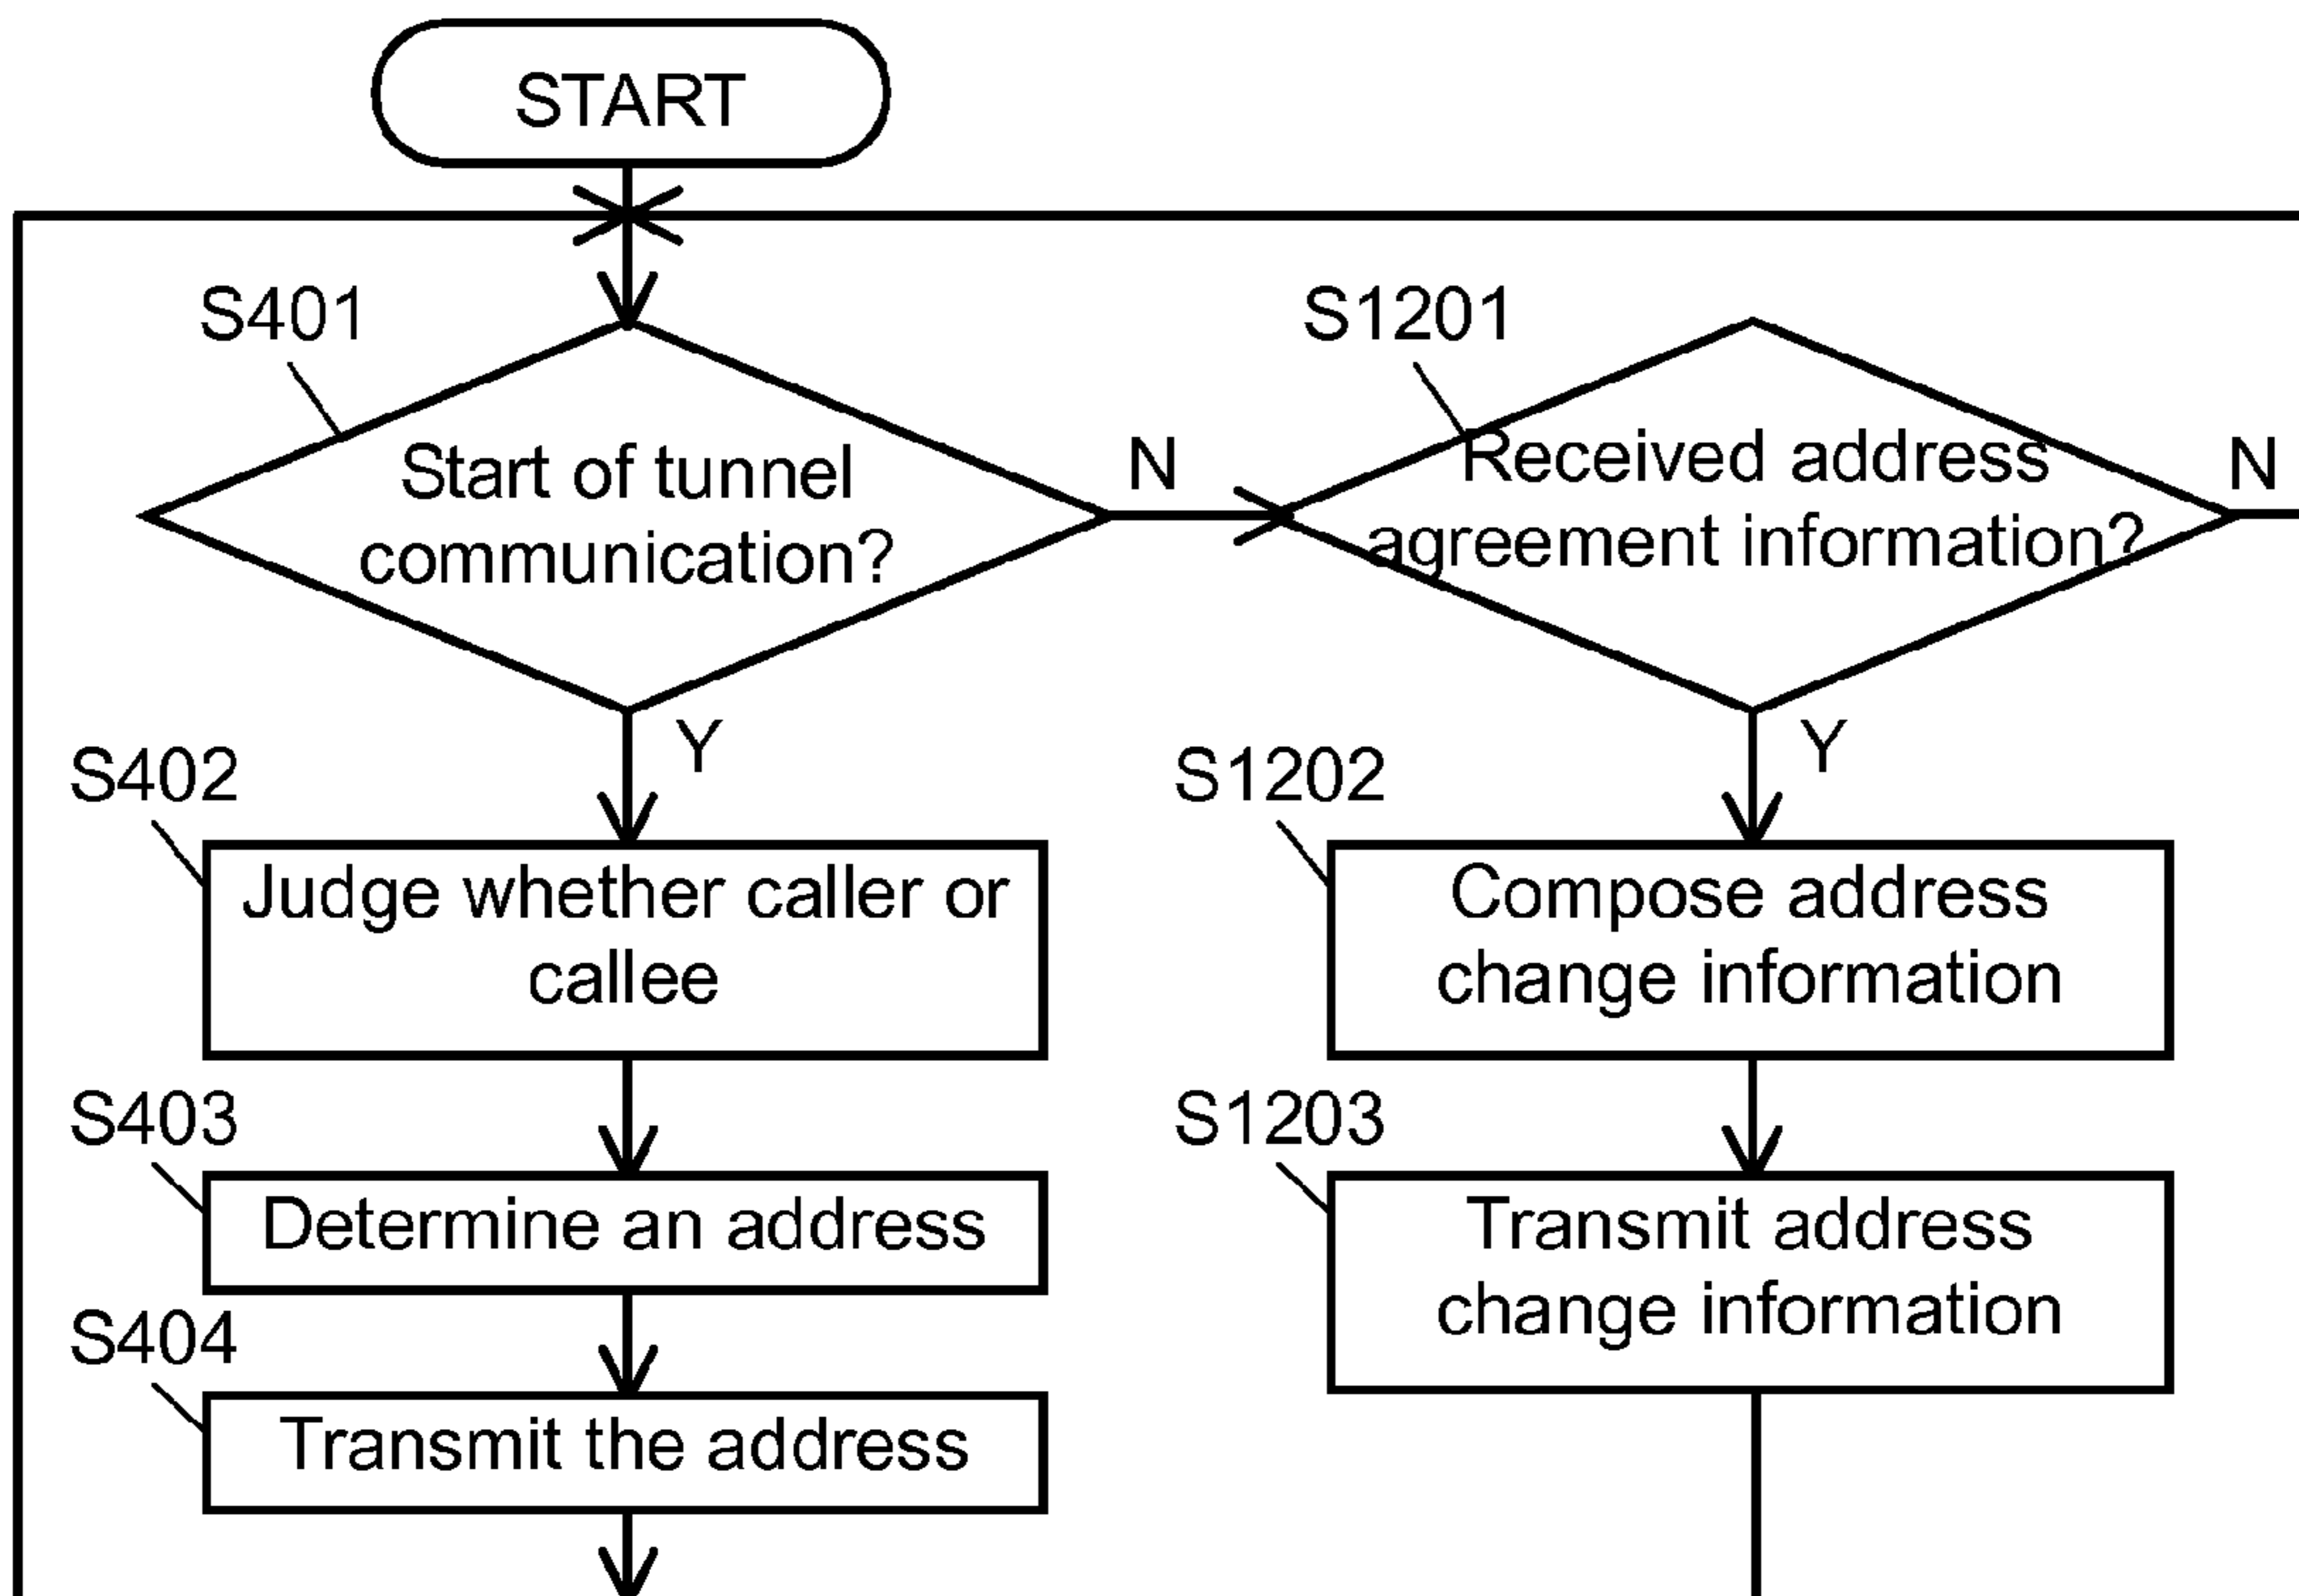 START
S401
Start of tunnel
communication?
N
Y
S1201
Received address
agreement information?
N
Y
S402
Judge whether caller or
callee
S1202
Compose address
change information
S403
Determine an address
S1203
Transmit address
change information
S404
Transmit the address